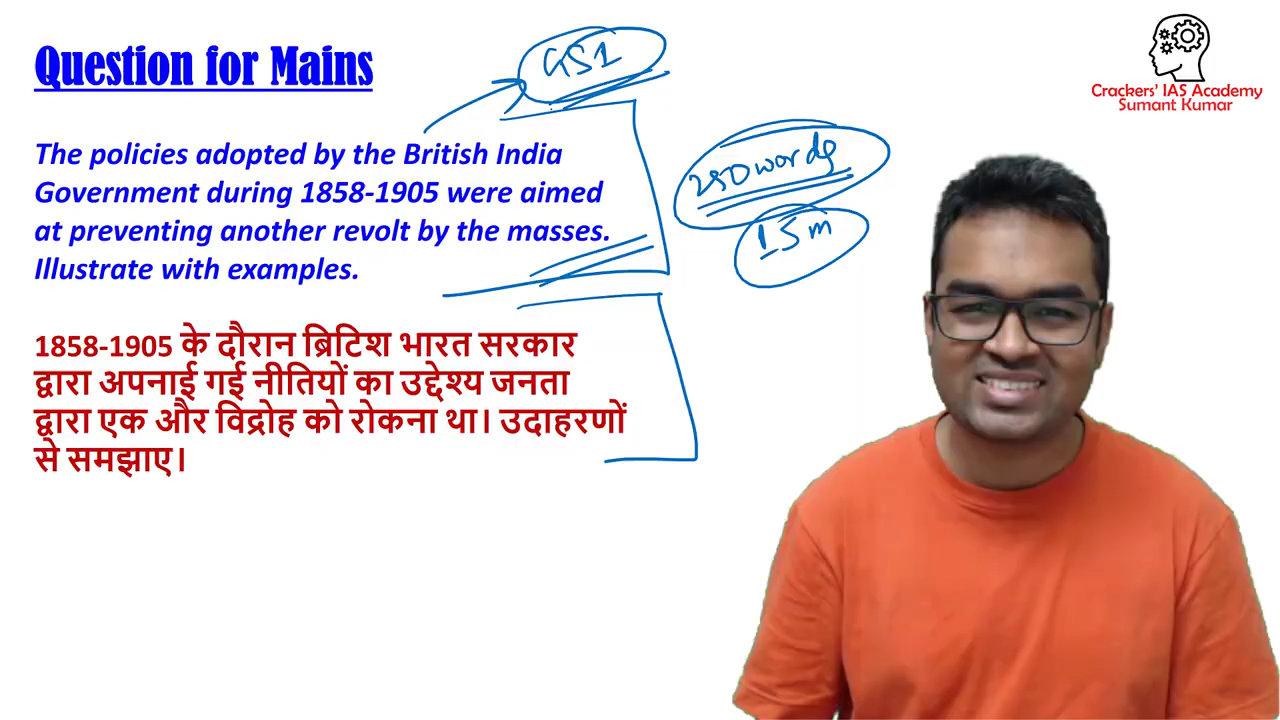 Question for Mains
GS1
Crackers' IAS Academy
Sumant Kumar
The policies adopted by the British India
Government during 1858-1905 were aimed
at preventing another revolt by the masses.
Illustrate with examples.
250 words
15 m
1858-1905 के दौरान ब्रिटिश भारत सरकार
द्वारा अपनाई गई नीतियों का उद्देश्य जनता
द्वारा एक और विद्रोह को रोकना था। उदाहरणों
से समझाए।